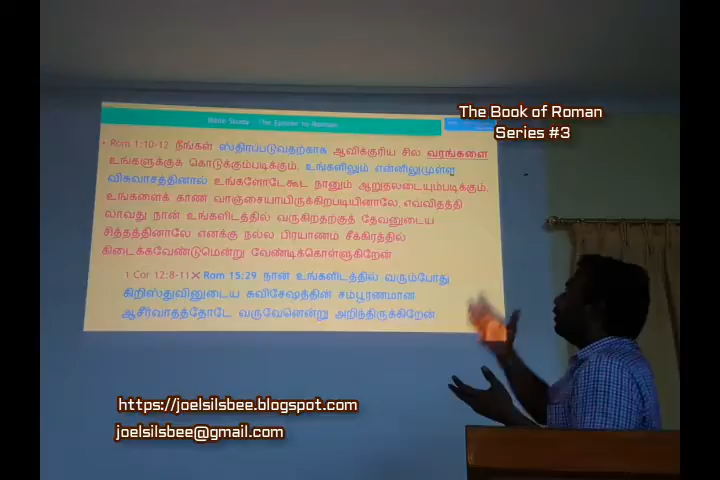 Bible Study - The Epistle to Romans
The Book of Roman
Series #3
• Rom 1:10-12 நீங்கள் ஸ்திரப்படுவதற்காக ஆவிக்குரிய சில வரங்களை
உங்களுக்குக் கொடுக்கும்படிக்கும், உங்களிலும் என்னிலுமுள்ள
விசுவாசத்தினால் உங்களோடேகூட நானும் ஆறுதலடையும்படிக்கும்,
உங்களைக் காண வாஞ்சையாயிருக்கிறபடியினாலே, எவ்விதத்தி
லாவது நான் உங்களிடத்தில் வருகிறதற்குத் தேவனுடைய
சித்தத்தினாலே எனக்கு நல்ல பிரயாணம் சீக்கிரத்தில்
கிடைக்கவேண்டுமென்று வேண்டிக்கொள்ளுகிறேன்
1 Cor 12:8-11✕ Rom 15:29 நான் உங்களிடத்தில் வரும்போது
கிறிஸ்துவினுடைய சுவிசேஷத்தின் சம்பூரணமான
ஆசீர்வாதத்தோடே வருவேனென்று அறிந்திருக்கிறேன்
https://joelsilsbee.blogspot.com
joelsilsbee@gmail.com